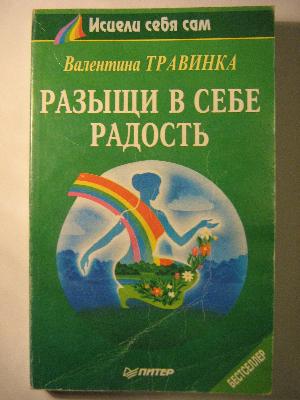 Исцели себя сам
Валентина ТРАВИНКА
РАЗЫЩИ В СЕБЕ
РАДОСТЬ
БЕСТСЕЛЛЕР
ПИТЕР